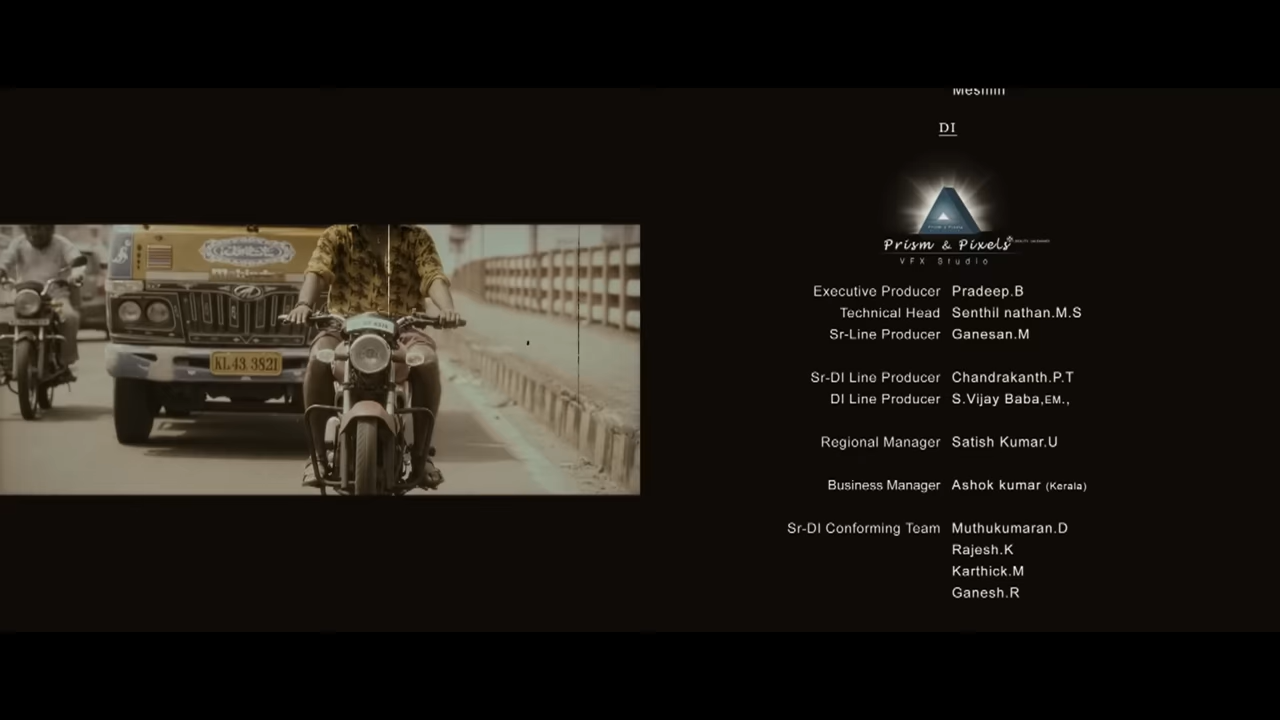 DI
Prism & Pixels
VFX Studio
Executive Producer Pradeep.B
Technical Head Senthil nathan.M.S
Sr-Line Producer Ganesan.M
Sr-DI Line Producer Chandrakanth.P.T
DI Line Producer S.Vijay Baba,EM.,
Regional Manager Satish Kumar.U
Business Manager Ashok kumar (Kerala)
Sr-DI Conforming Team Muthukumaran.D
Rajesh.K
Karthick.M
Ganesh.R
KL.43.3821